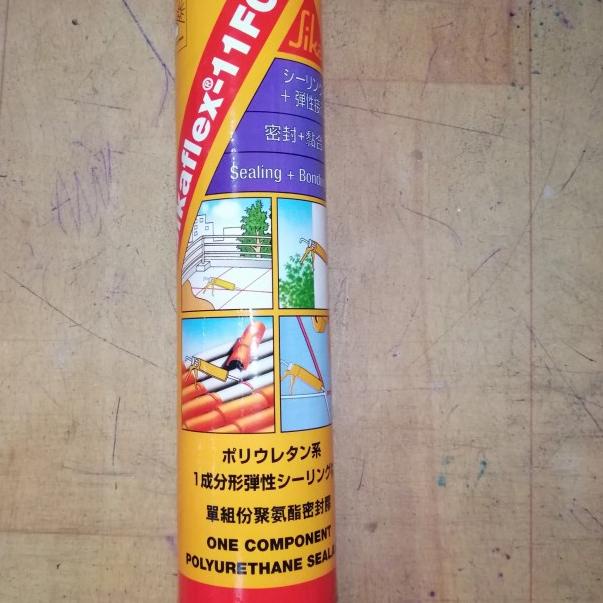 Sika
ikaflex®-11FC
シーリング
+ 弾性接
密封+黏合
Sealing + Bond
ポリウレタン系
1成分形弾性シーリング
單組份聚氨酯密封膠
ONE COMPONENT
POLYURETHANE SEAL